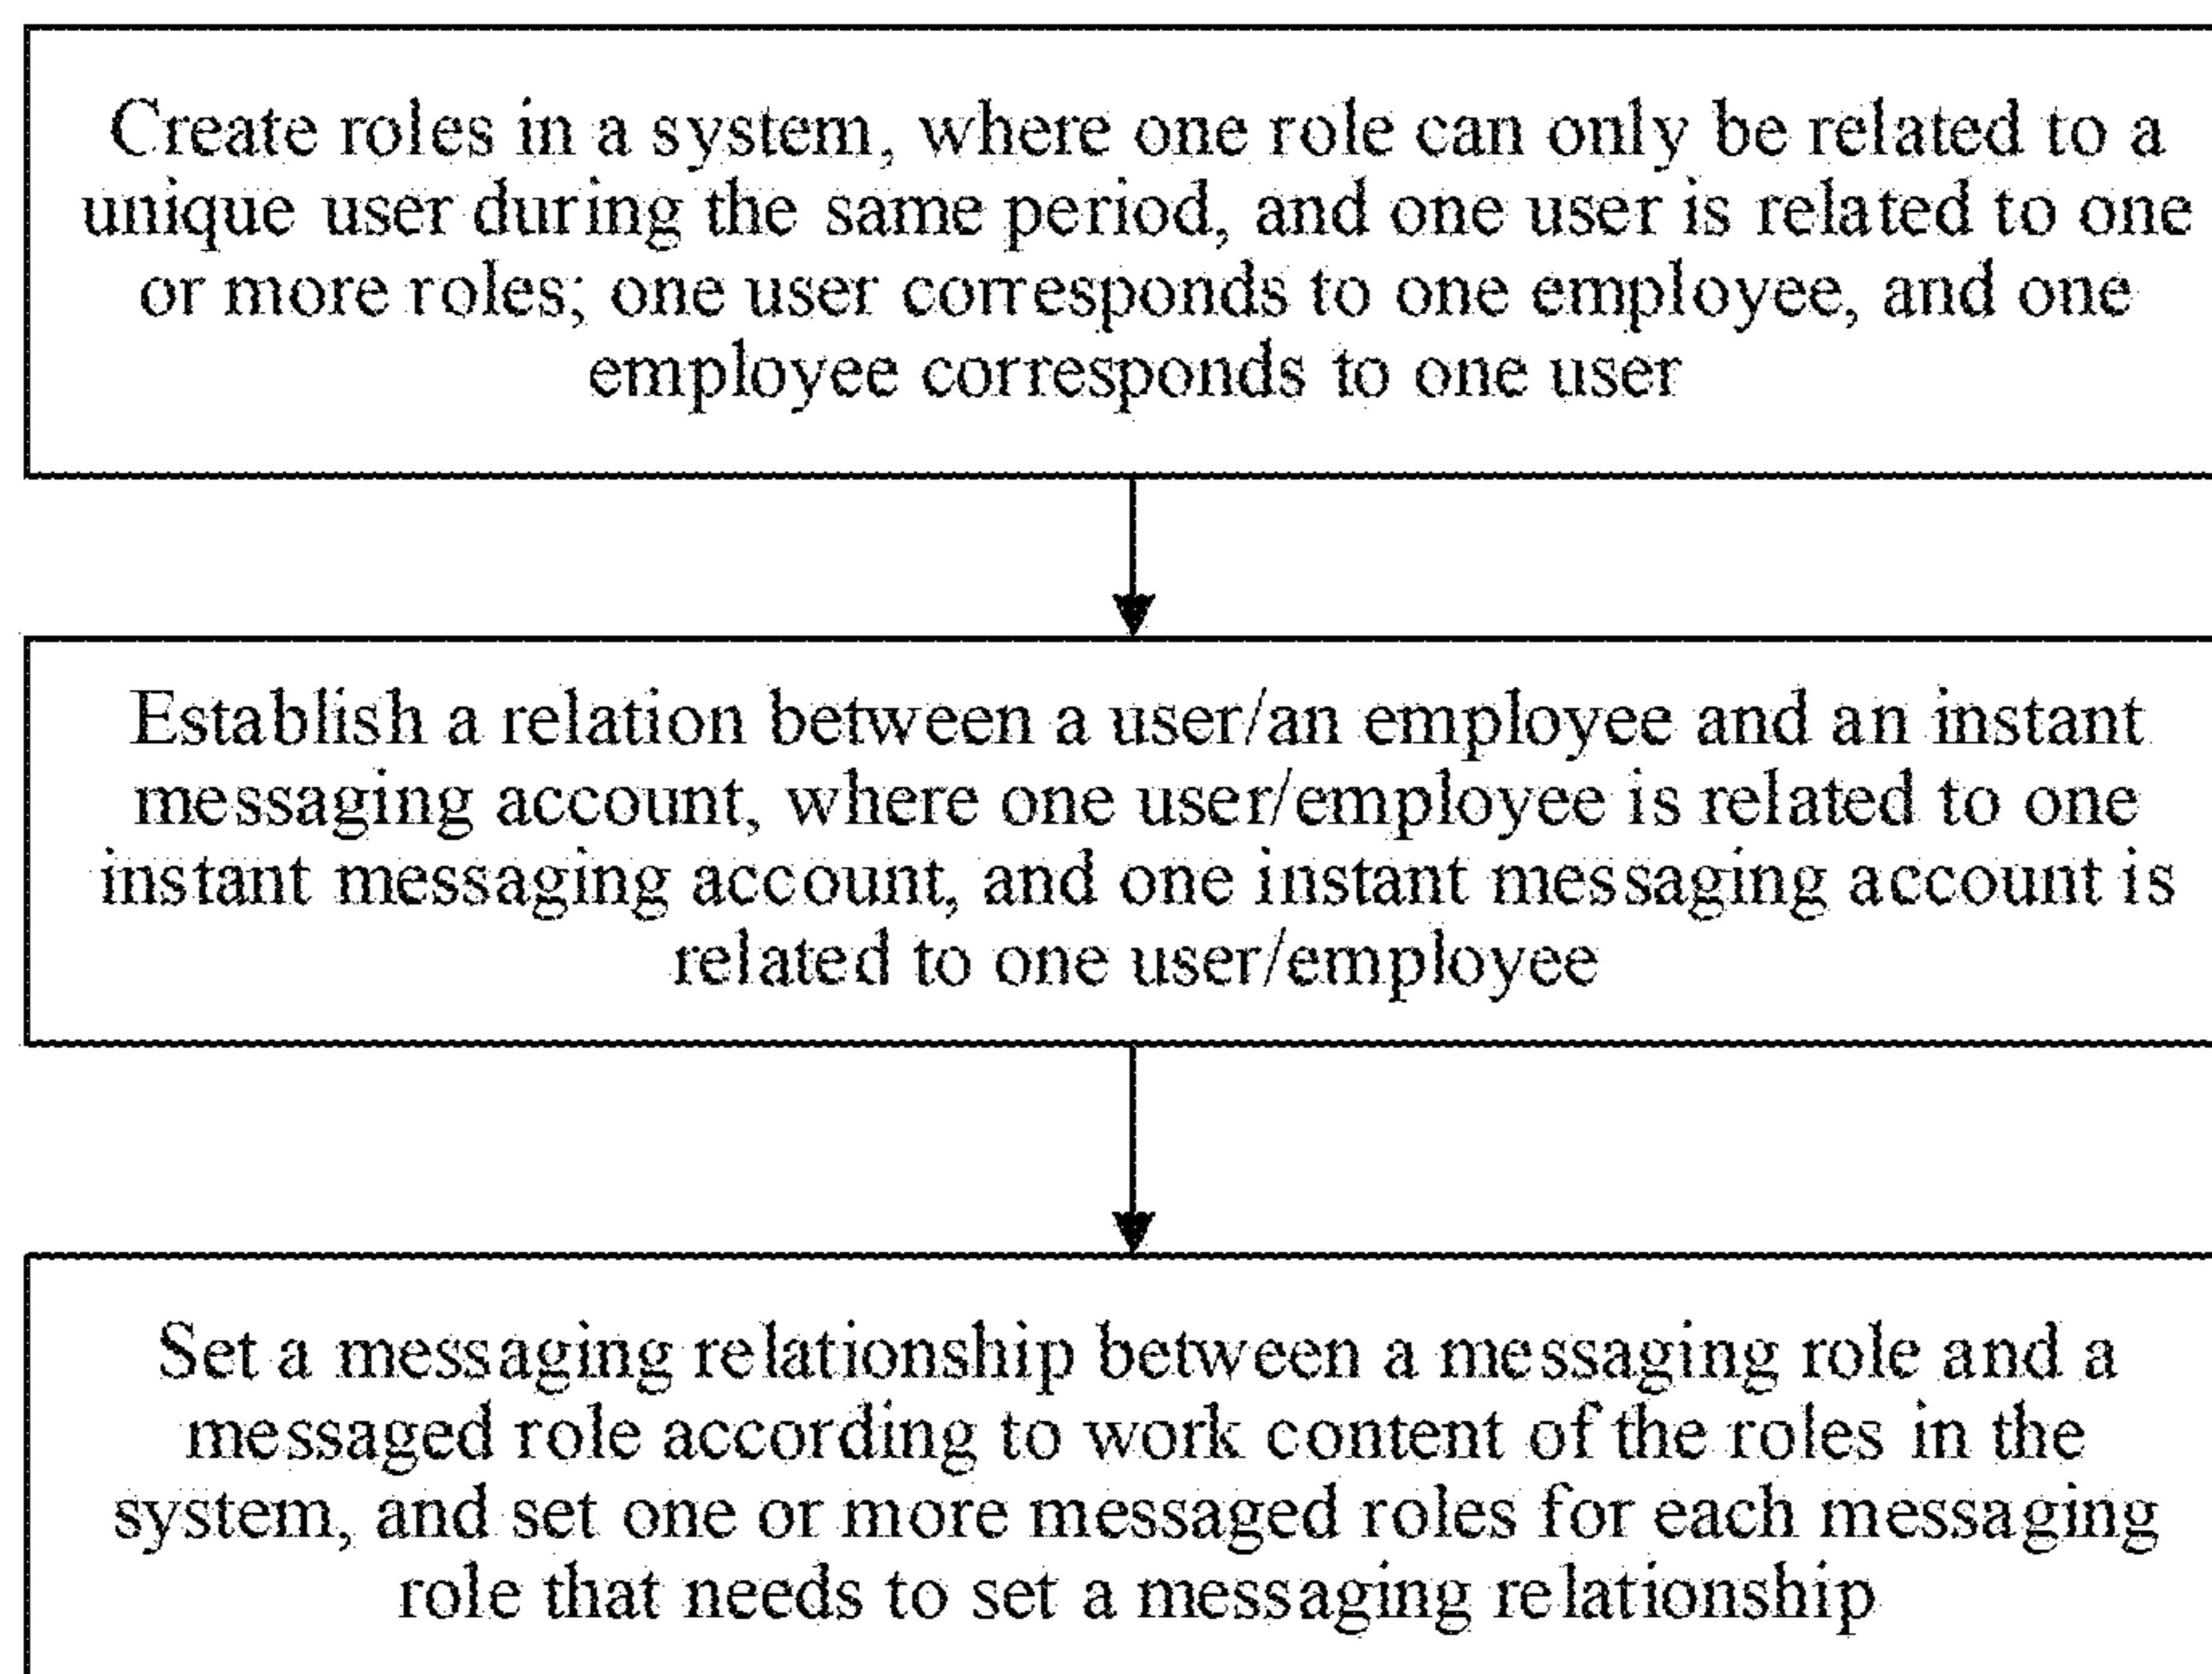 Create roles in a system, where one role can only be related to a
unique user during the same period, and one user is related to one
or more roles; one user corresponds to one employee, and one
employee corresponds to one user
Establish a relation between a user/an employee and an instant
messaging account, where one user/employee is related to one
instant messaging account, and one instant messaging account is
related to one user/employee
Set a messaging relationship between a messaging role and a
messaged role according to work content of the roles in the
system, and set one or more messaged roles for each messaging
role that needs to set a messaging relationship